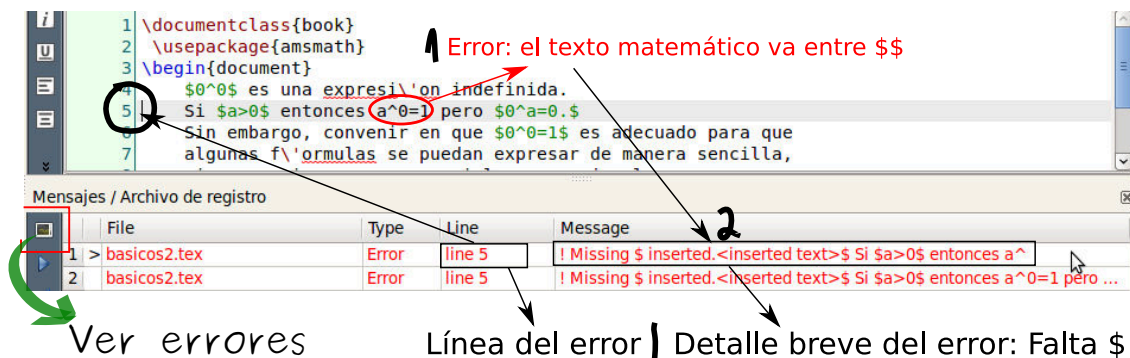 1 \documentclass{book}
2 \usepackage{amsmath}
1 Error: el texto matemático va entre $$
3 \begin{document}
4 $0^0$ es una expresi\'on indefinida.
5 Si $a>0$ entonces a^0=1 pero $0^a=0.$
6 Sin embargo, convenir en que $0^0=1$ es adecuado para que
7 algunas f\'ormulas se puedan expresar de manera sencilla,
Mensajes / Archivo de registro
2
File Type Line Message
1 > basicos2.tex Error line 5 ! Missing $ inserted.<inserted text>$ Si $a>0$ entonces a^
2 basicos2.tex Error line 5 ! Missing $ inserted.<inserted text>$ Si $a>0$ entonces a^0=1 pero ...
Ver errores
Línea del error
Detalle breve del error: Falta $